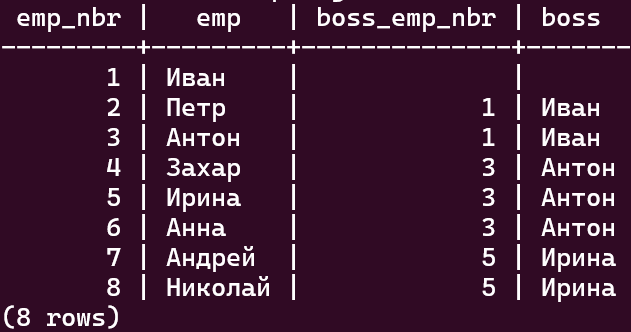 emp_nbr | emp | boss_emp_nbr | boss
---------+---------+--------------+-------
1 | Иван | |
2 | Петр | 1 | Иван
3 | Антон | 1 | Иван
4 | Захар | 3 | Антон
5 | Ирина | 3 | Антон
6 | Анна | 3 | Антон
7 | Андрей | 5 | Ирина
8 | Николай | 5 | Ирина
(8 rows)